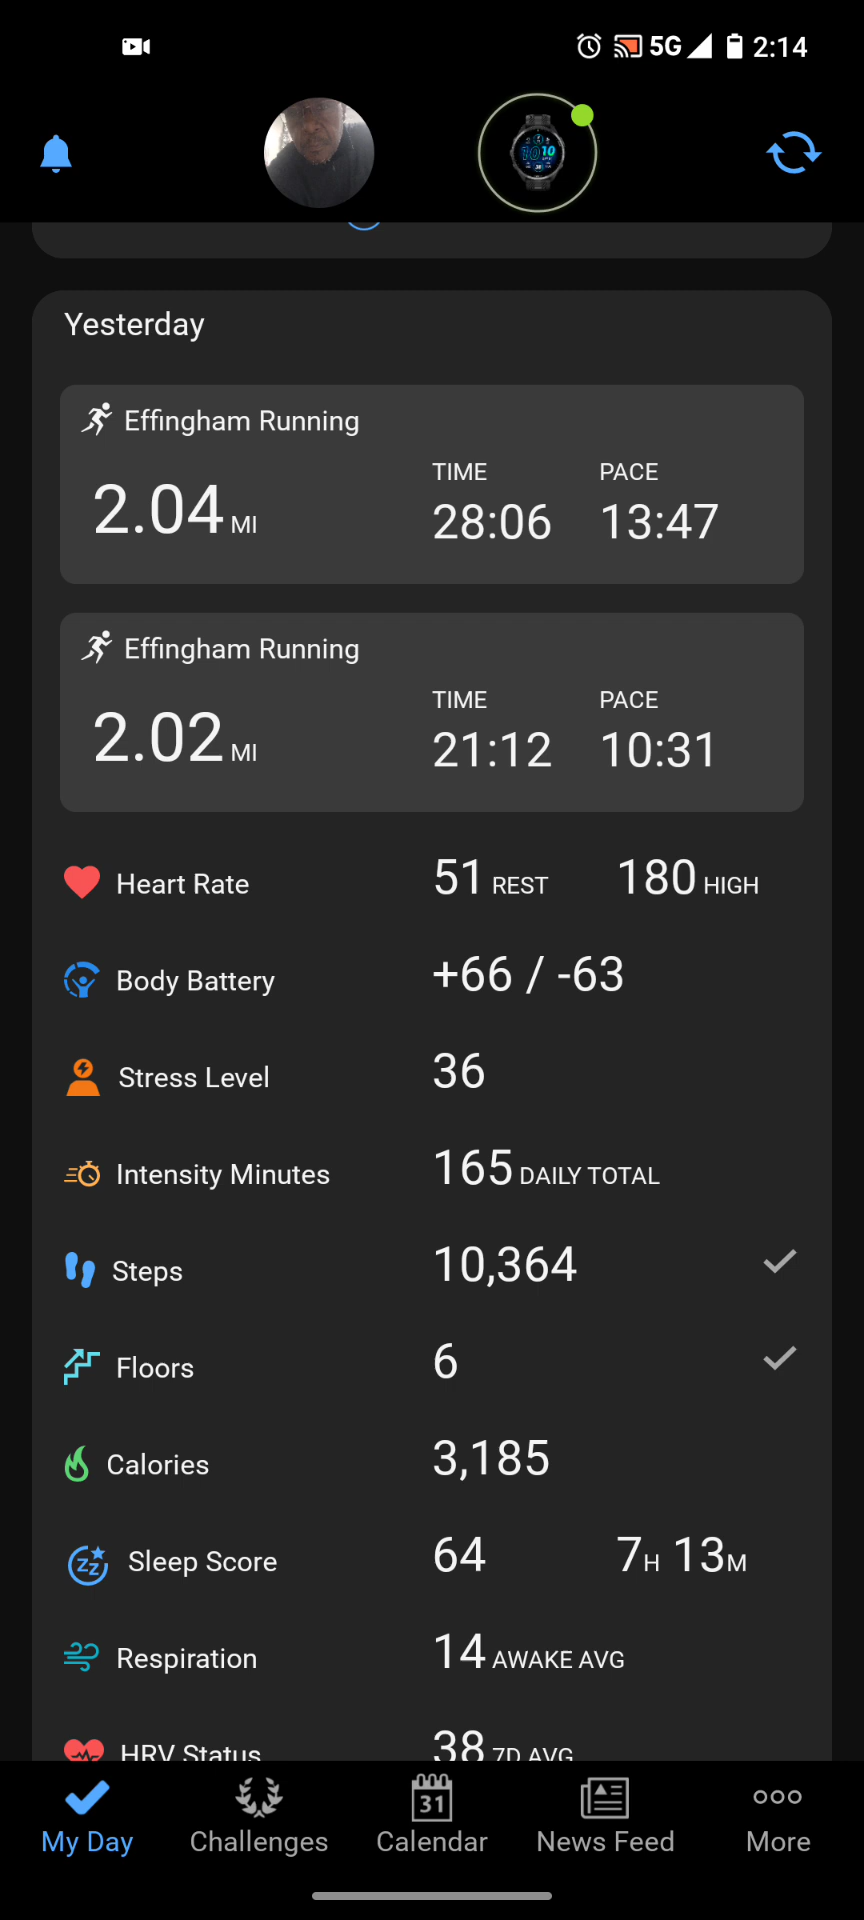 5G 2:14
Yesterday
Effingham Running
TIME PACE
2.04 MI 28:06 13:47
Effingham Running
TIME PACE
2.02 MI 21:12 10:31
Heart Rate 51 REST 180 HIGH
Body Battery +66 / -63
Stress Level 36
Intensity Minutes 165 DAILY TOTAL
Steps 10,364
Floors 6
Calories 3,185
Sleep Score 64 7H 13M
Respiration 14 AWAKE AVG
HRV Status 38 7D AVG
31
My Day Challenges Calendar News Feed More